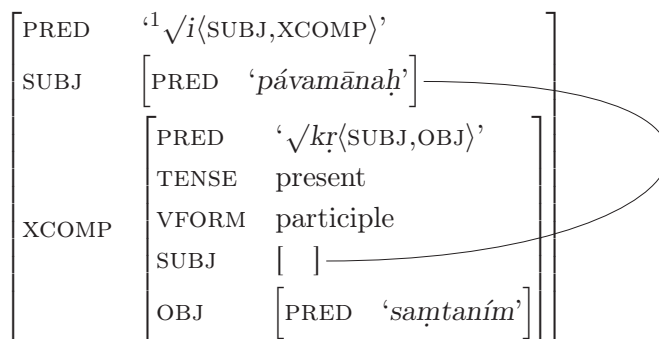 PRED ‘¹√i⟨SUBJ,XCOMP⟩’
SUBJ [PRED ‘pávamānaḥ’]
PRED ‘√kṛ⟨SUBJ,OBJ⟩’
TENSE present
XCOMP VFORM participle
SUBJ [ ]
OBJ [PRED ‘saṃtaním’]